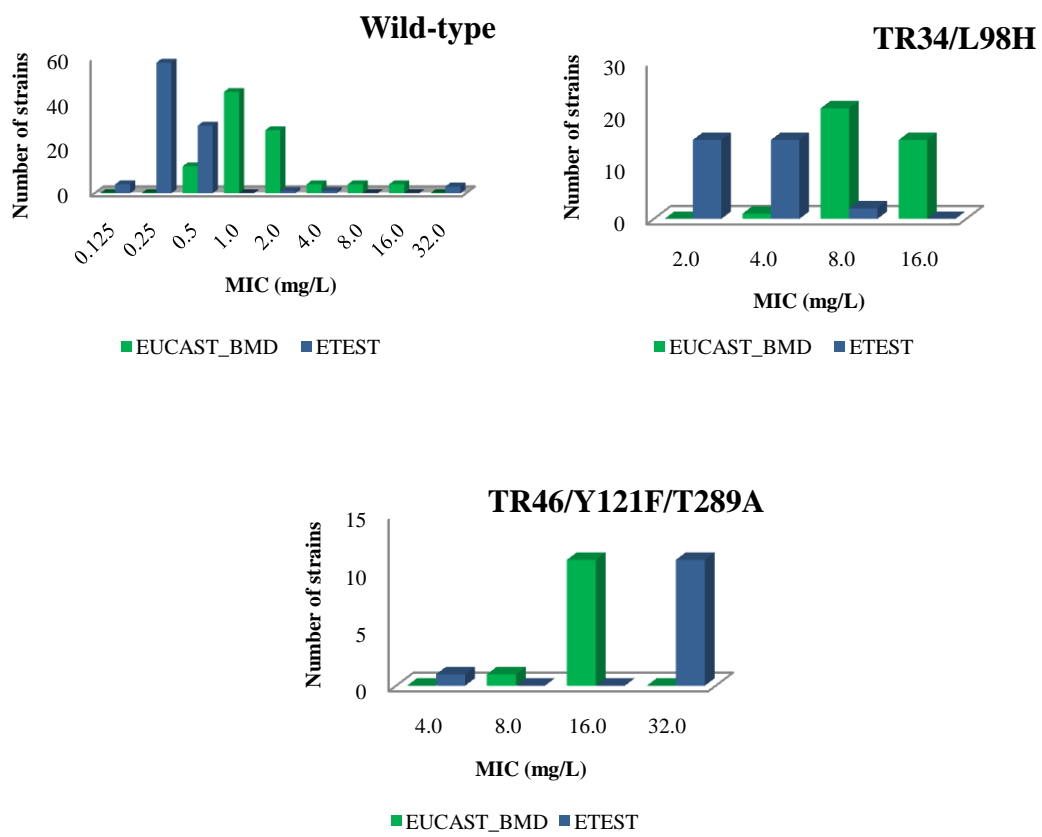 Wild-type
Number of strains
60
40
20
0
0.125 0.25 0.5 1.0 2.0 4.0 8.0 16.0 32.0
MIC (mg/L)
EUCAST_BMD ETEST
TR34/L98H
Number of strains
30
20
10
0
2.0 4.0 8.0 16.0
MIC (mg/L)
EUCAST_BMD ETEST
TR46/Y121F/T289A
Number of strains
15
10
5
0
4.0 8.0 16.0 32.0
MIC (mg/L)
EUCAST_BMD ETEST